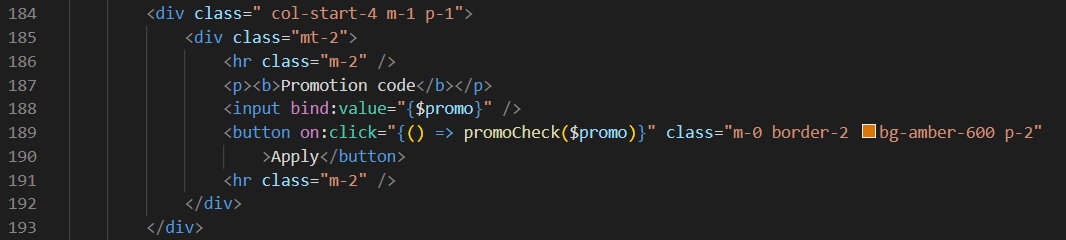 184 <div class=" col-start-4 m-1 p-1">
185 <div class="mt-2">
186 <hr class="m-2" />
187 <p><b>Promotion code</b></p>
188 <input bind:value="{$promo}" />
189 <button on:click="{() => promoCheck($promo)}" class="m-0 border-2 bg-amber-600 p-2"
190 >Apply</button>
191 <hr class="m-2" />
192 </div>
193 </div>